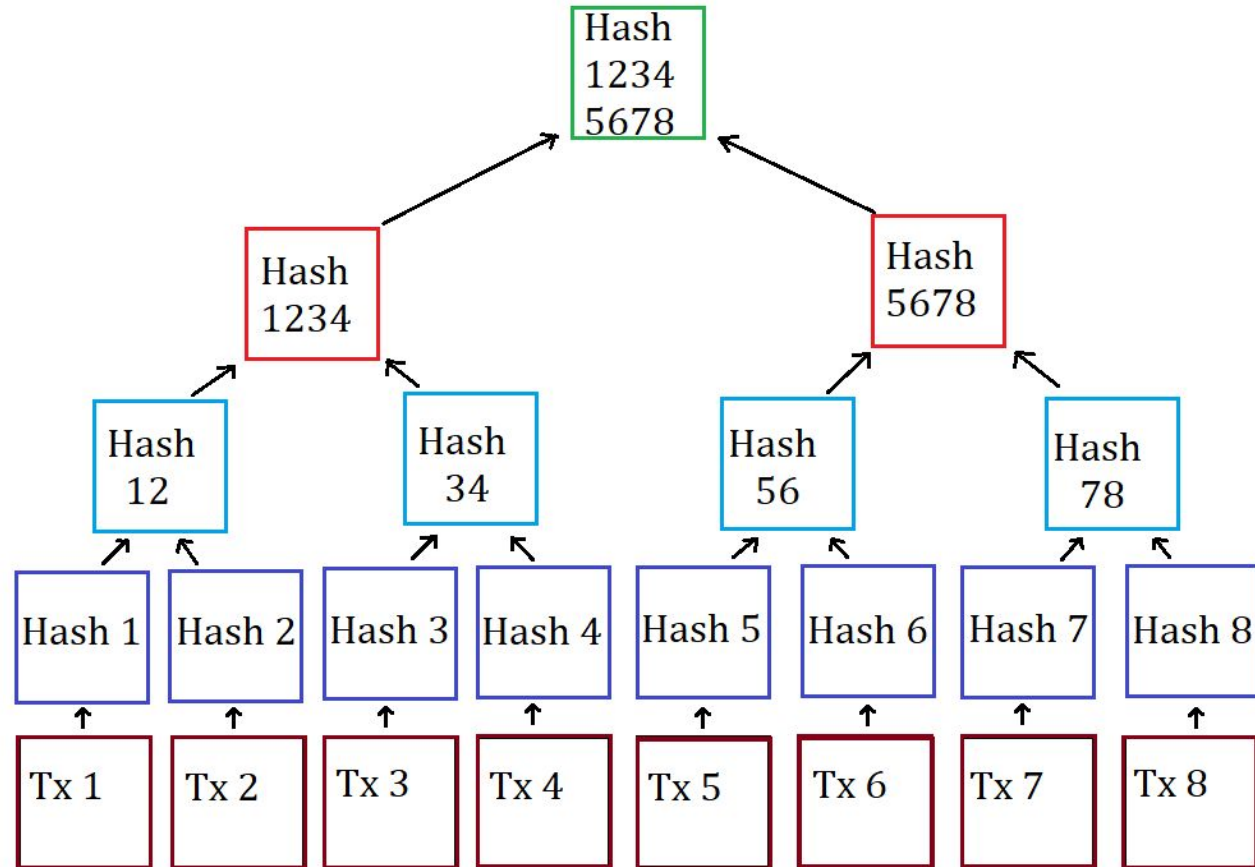 Hash
1234
5678
Hash
1234
Hash
5678
Hash
12
Hash
34
Hash
56
Hash
78
Hash 1
Hash 2
Hash 3
Hash 4
Hash 5
Hash 6
Hash 7
Hash 8
Tx 1
Tx 2
Tx 3
Tx 4
Tx 5
Tx 6
Tx 7
Tx 8